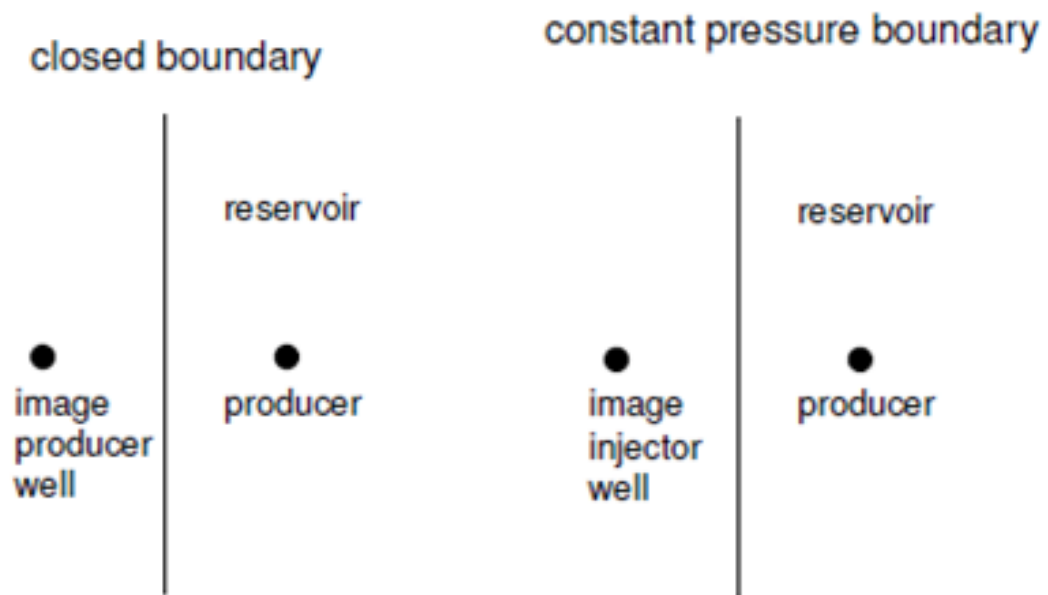 closed boundary
reservoir
producer
image
producer
well
constant pressure boundary
reservoir
producer
image
injector
well